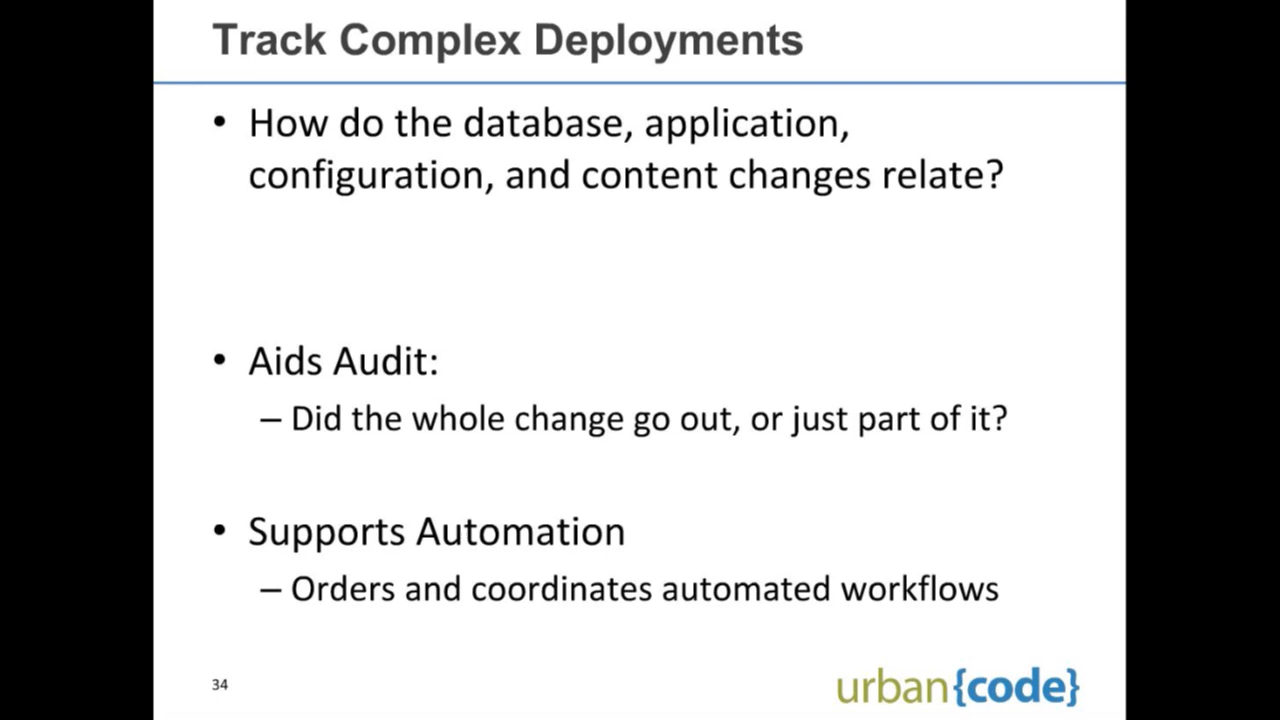 Track Complex Deployments
• How do the database, application,
configuration, and content changes relate?
• Aids Audit:
– Did the whole change go out, or just part of it?
• Supports Automation
– Orders and coordinates automated workflows
34
urban{code}